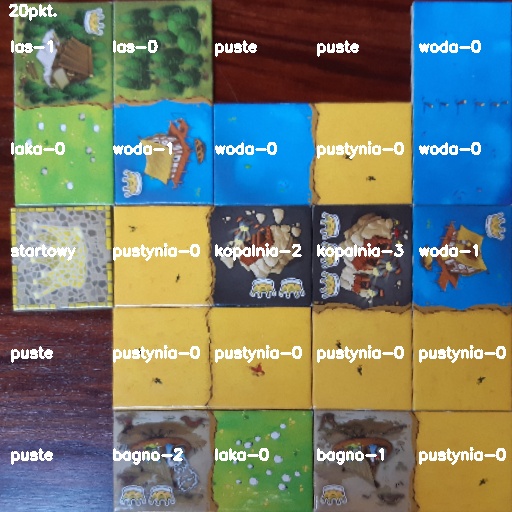 20pkt.
las-1 las-0 puste puste woda-0
laka-0 woda-1 woda-0 pustynia-0 woda-0
startowy pustynia-0 kopalnia-2 kopalnia-3 woda-1
puste pustynia-0 pustynia-0 pustynia-0 pustynia-0
puste bagno-2 laka-0 bagno-1 pustynia-0